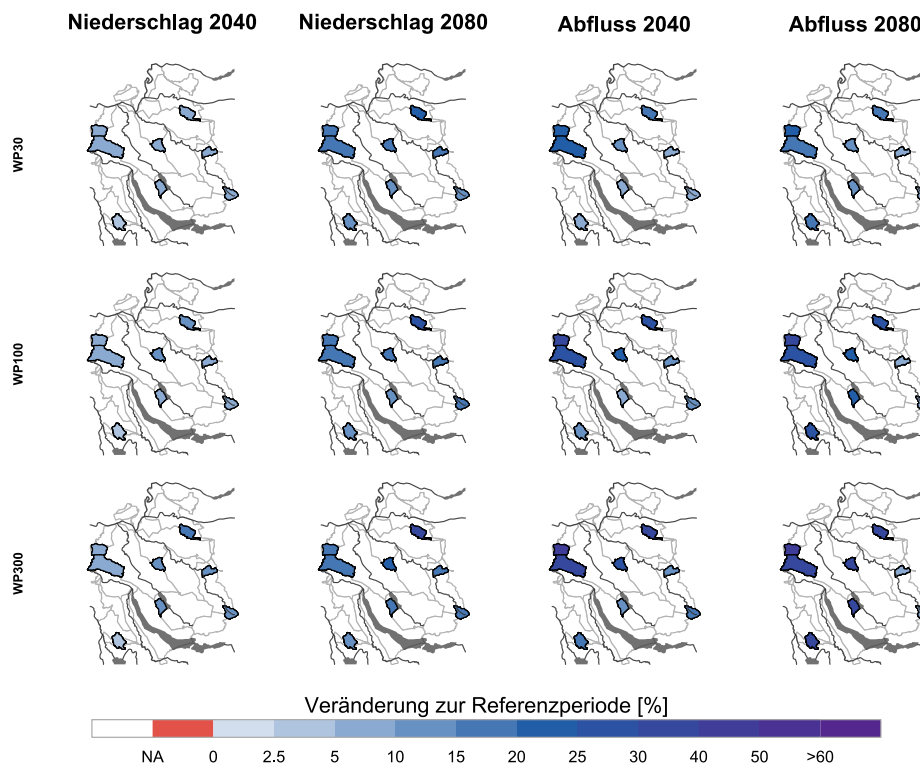 Niederschlag 2040 Niederschlag 2080 Abfluss 2040 Abfluss 2080
WP30
WP100
WP300
Veränderung zur Referenzperiode [%]
NA 0 2.5 5 10 15 20 25 30 40 50 >60